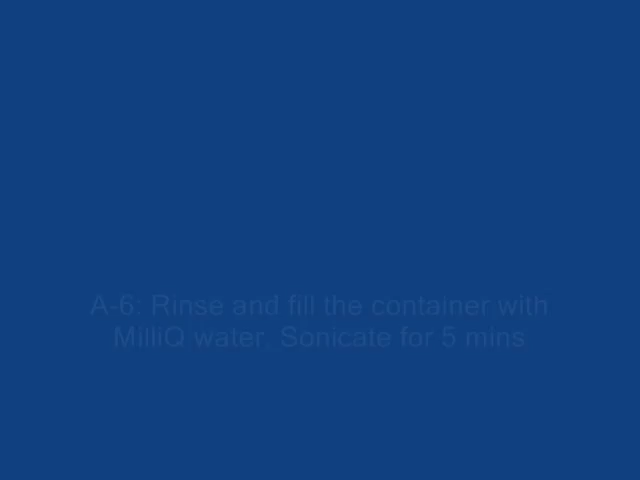 A-6: Rinse and fill the container with
MilliQ water. Sonicate for 5 mins